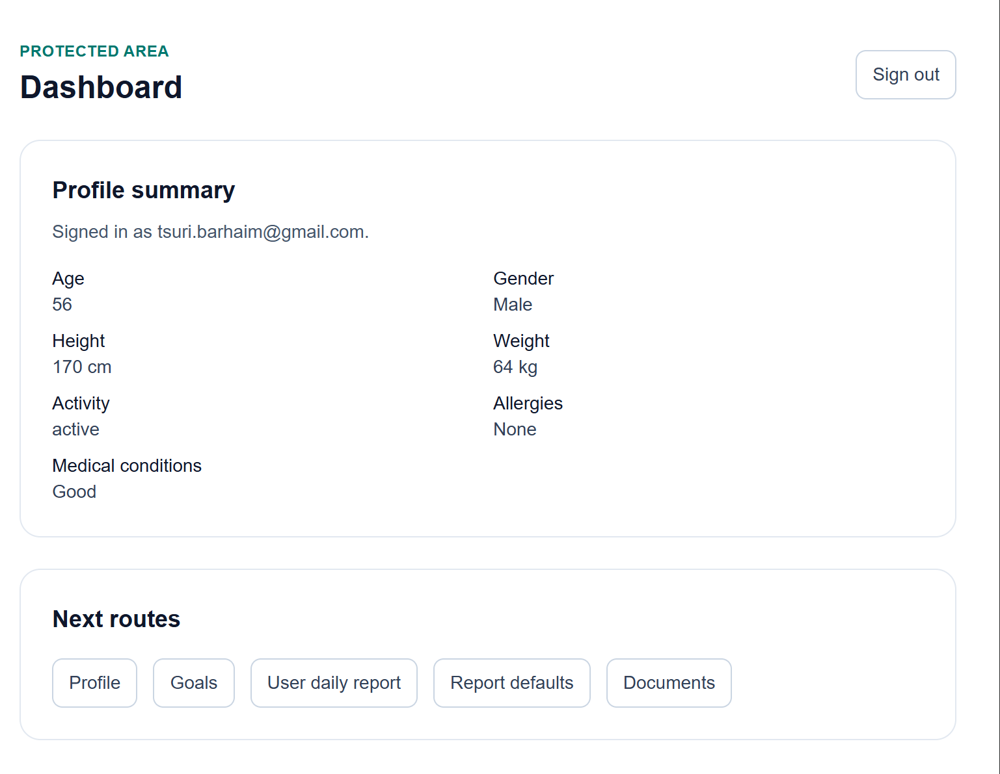 PROTECTED AREA
Dashboard
Sign out
Profile summary
Signed in as tsuri.barhaim@gmail.com.
Age
56
Gender
Male
Height
170 cm
Weight
64 kg
Activity
active
Allergies
None
Medical conditions
Good
Next routes
Profile
Goals
User daily report
Report defaults
Documents